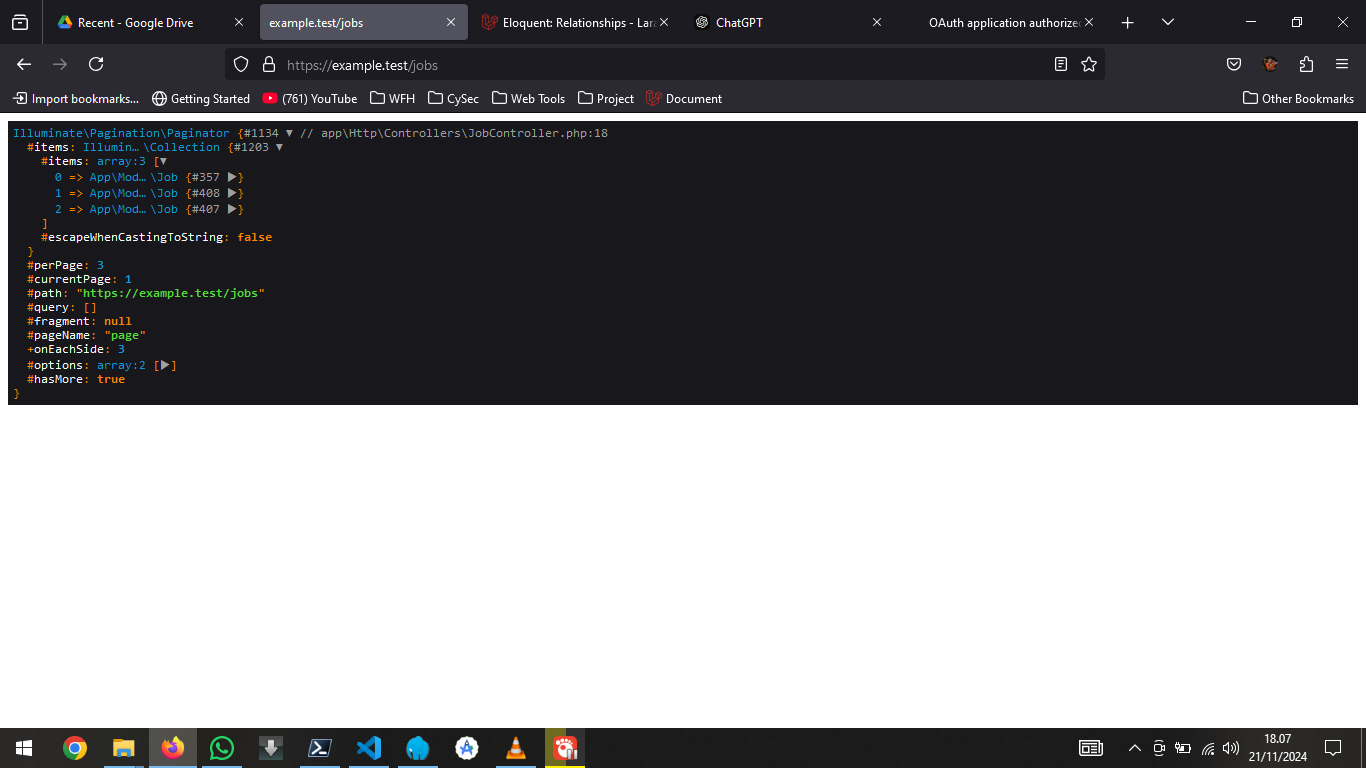 Recent - Google Drive
example.test/jobs
Eloquent: Relationships - Lara
ChatGPT
OAuth application authorized
https://example.test/jobs
Import bookmarks...
Getting Started
(761) YouTube
WFH
CySec
Web Tools
Project
Document
Other Bookmarks
Illuminate\Pagination\Paginator {#1134 ▼ // app\Http\Controllers\JobController.php:18
#items: Illumin…\Collection {#1203 ▼
#items: array:3 [▼
0 => App\Mod…\Job {#357 ▶}
1 => App\Mod…\Job {#408 ▶}
2 => App\Mod…\Job {#407 ▶}
]
#escapeWhenCastingToString: false
}
#perPage: 3
#currentPage: 1
#path: "https://example.test/jobs"
#query: []
#fragment: null
#pageName: "page"
+onEachSide: 3
#options: array:2 [▶]
#hasMore: true
}
18.07
21/11/2024